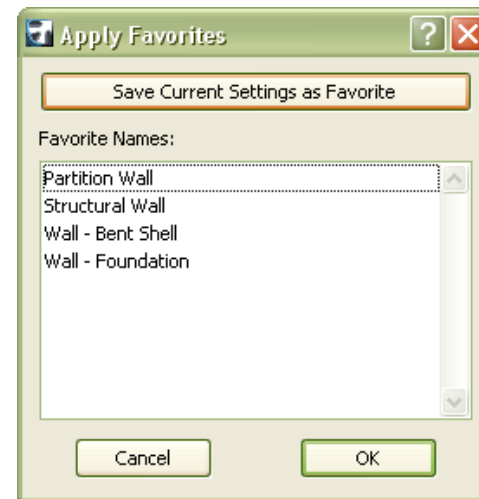 Apply Favorites
Save Current Settings as Favorite
Favorite Names:
Partition Wall
Structural Wall
Wall - Bent Shell
Wall - Foundation
Cancel OK